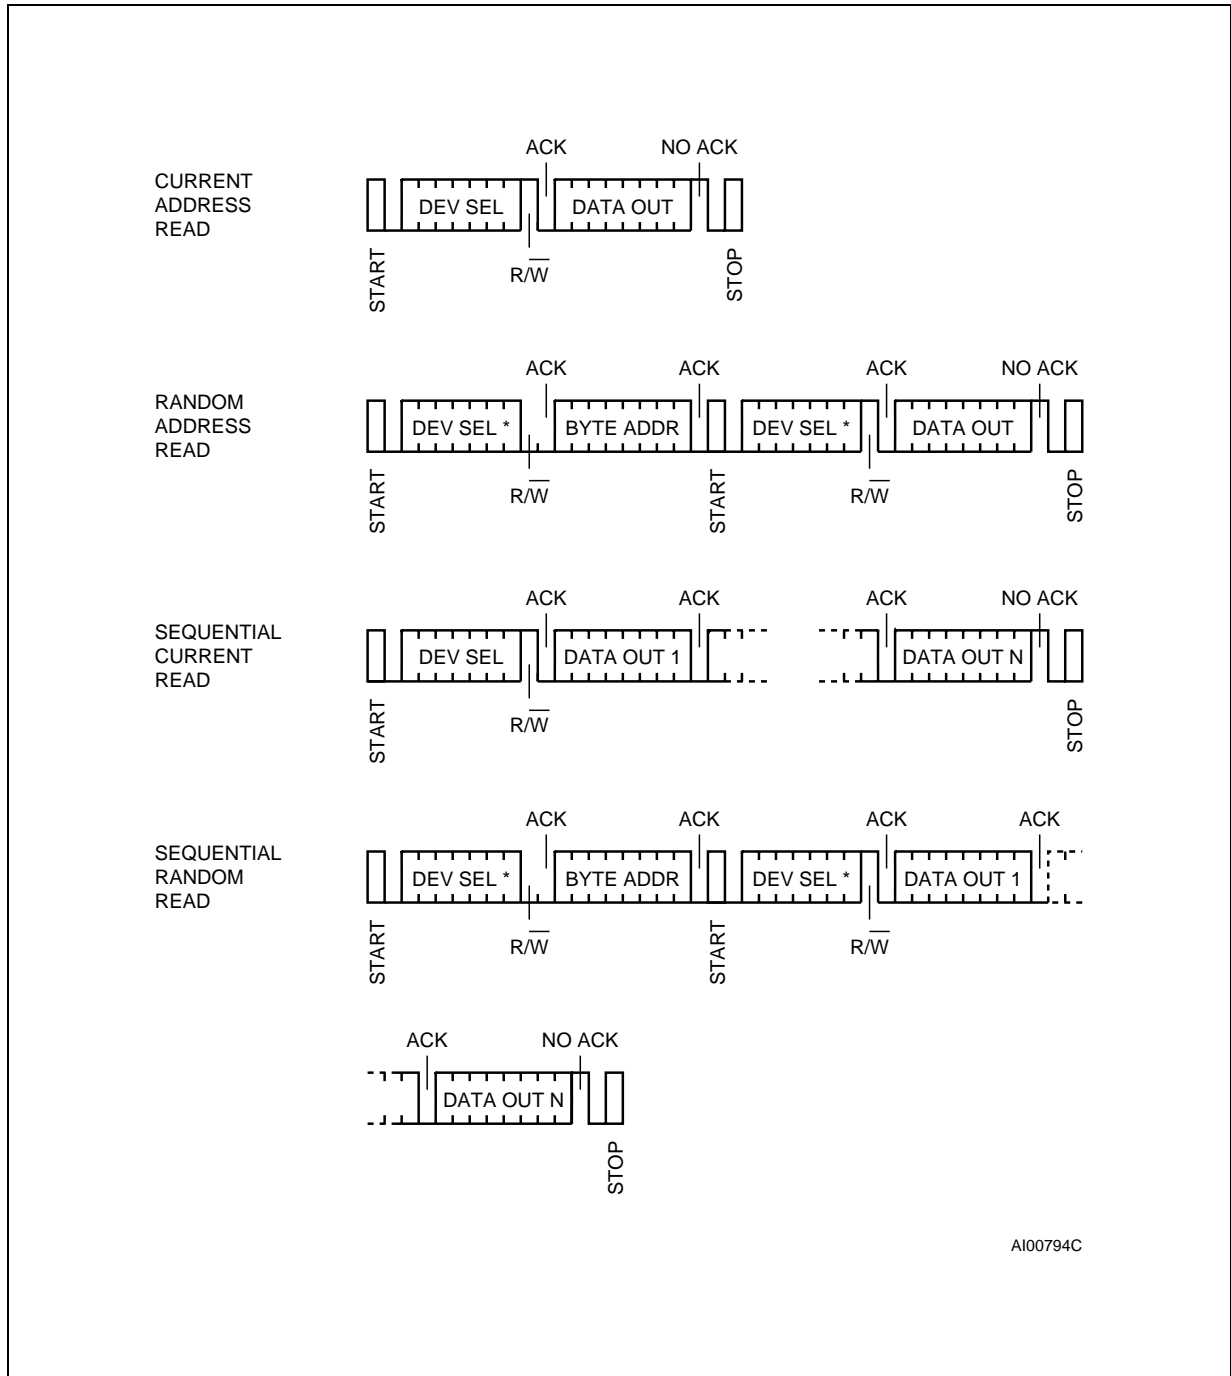 ACK NO ACK
CURRENT
ADDRESS
READ
DEV SEL DATA OUT
R/W̅
START STOP
ACK ACK ACK NO ACK
RANDOM
ADDRESS
READ
DEV SEL * BYTE ADDR DEV SEL * DATA OUT
R/W̅ R/W̅
START START STOP
ACK ACK ACK NO ACK
SEQUENTIAL
CURRENT
READ
DEV SEL DATA OUT 1 DATA OUT N
R/W̅
START STOP
ACK ACK ACK ACK
SEQUENTIAL
RANDOM
READ
DEV SEL * BYTE ADDR DEV SEL * DATA OUT 1
R/W̅ R/W̅
START START
ACK NO ACK
DATA OUT N
STOP
AI00794C